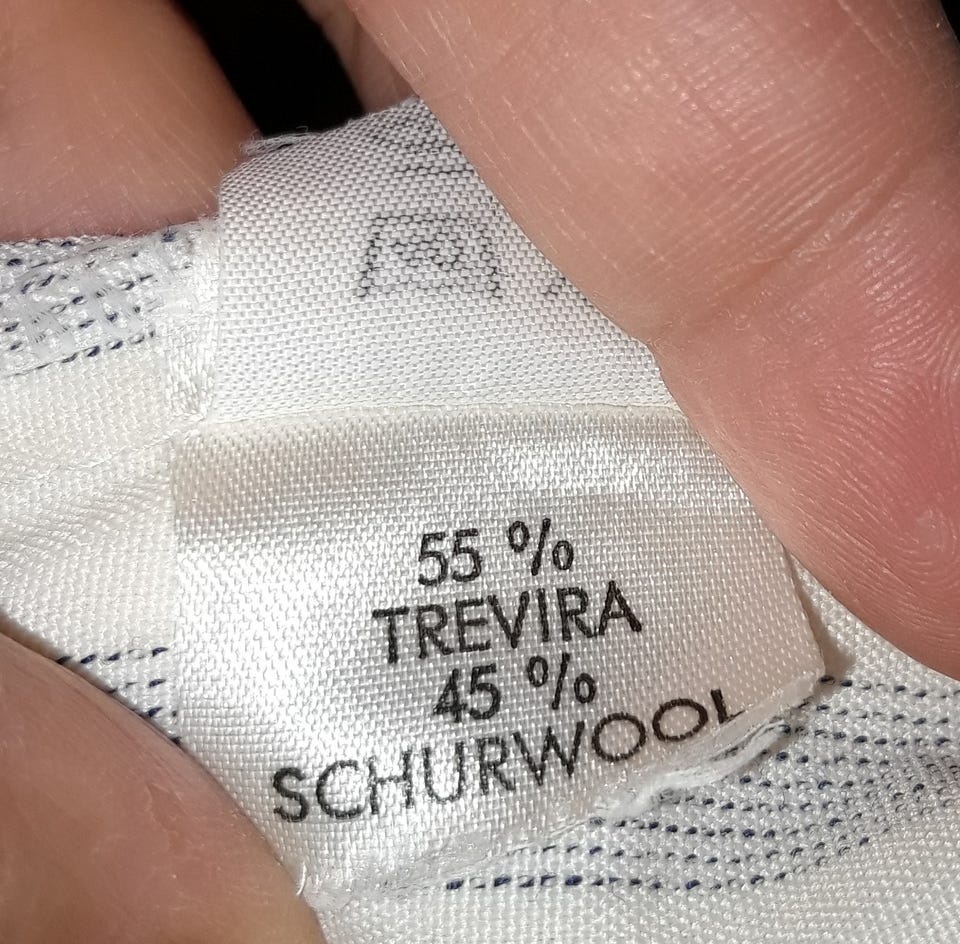 55 %
TREVIRA
45 %
SCHURWOOL